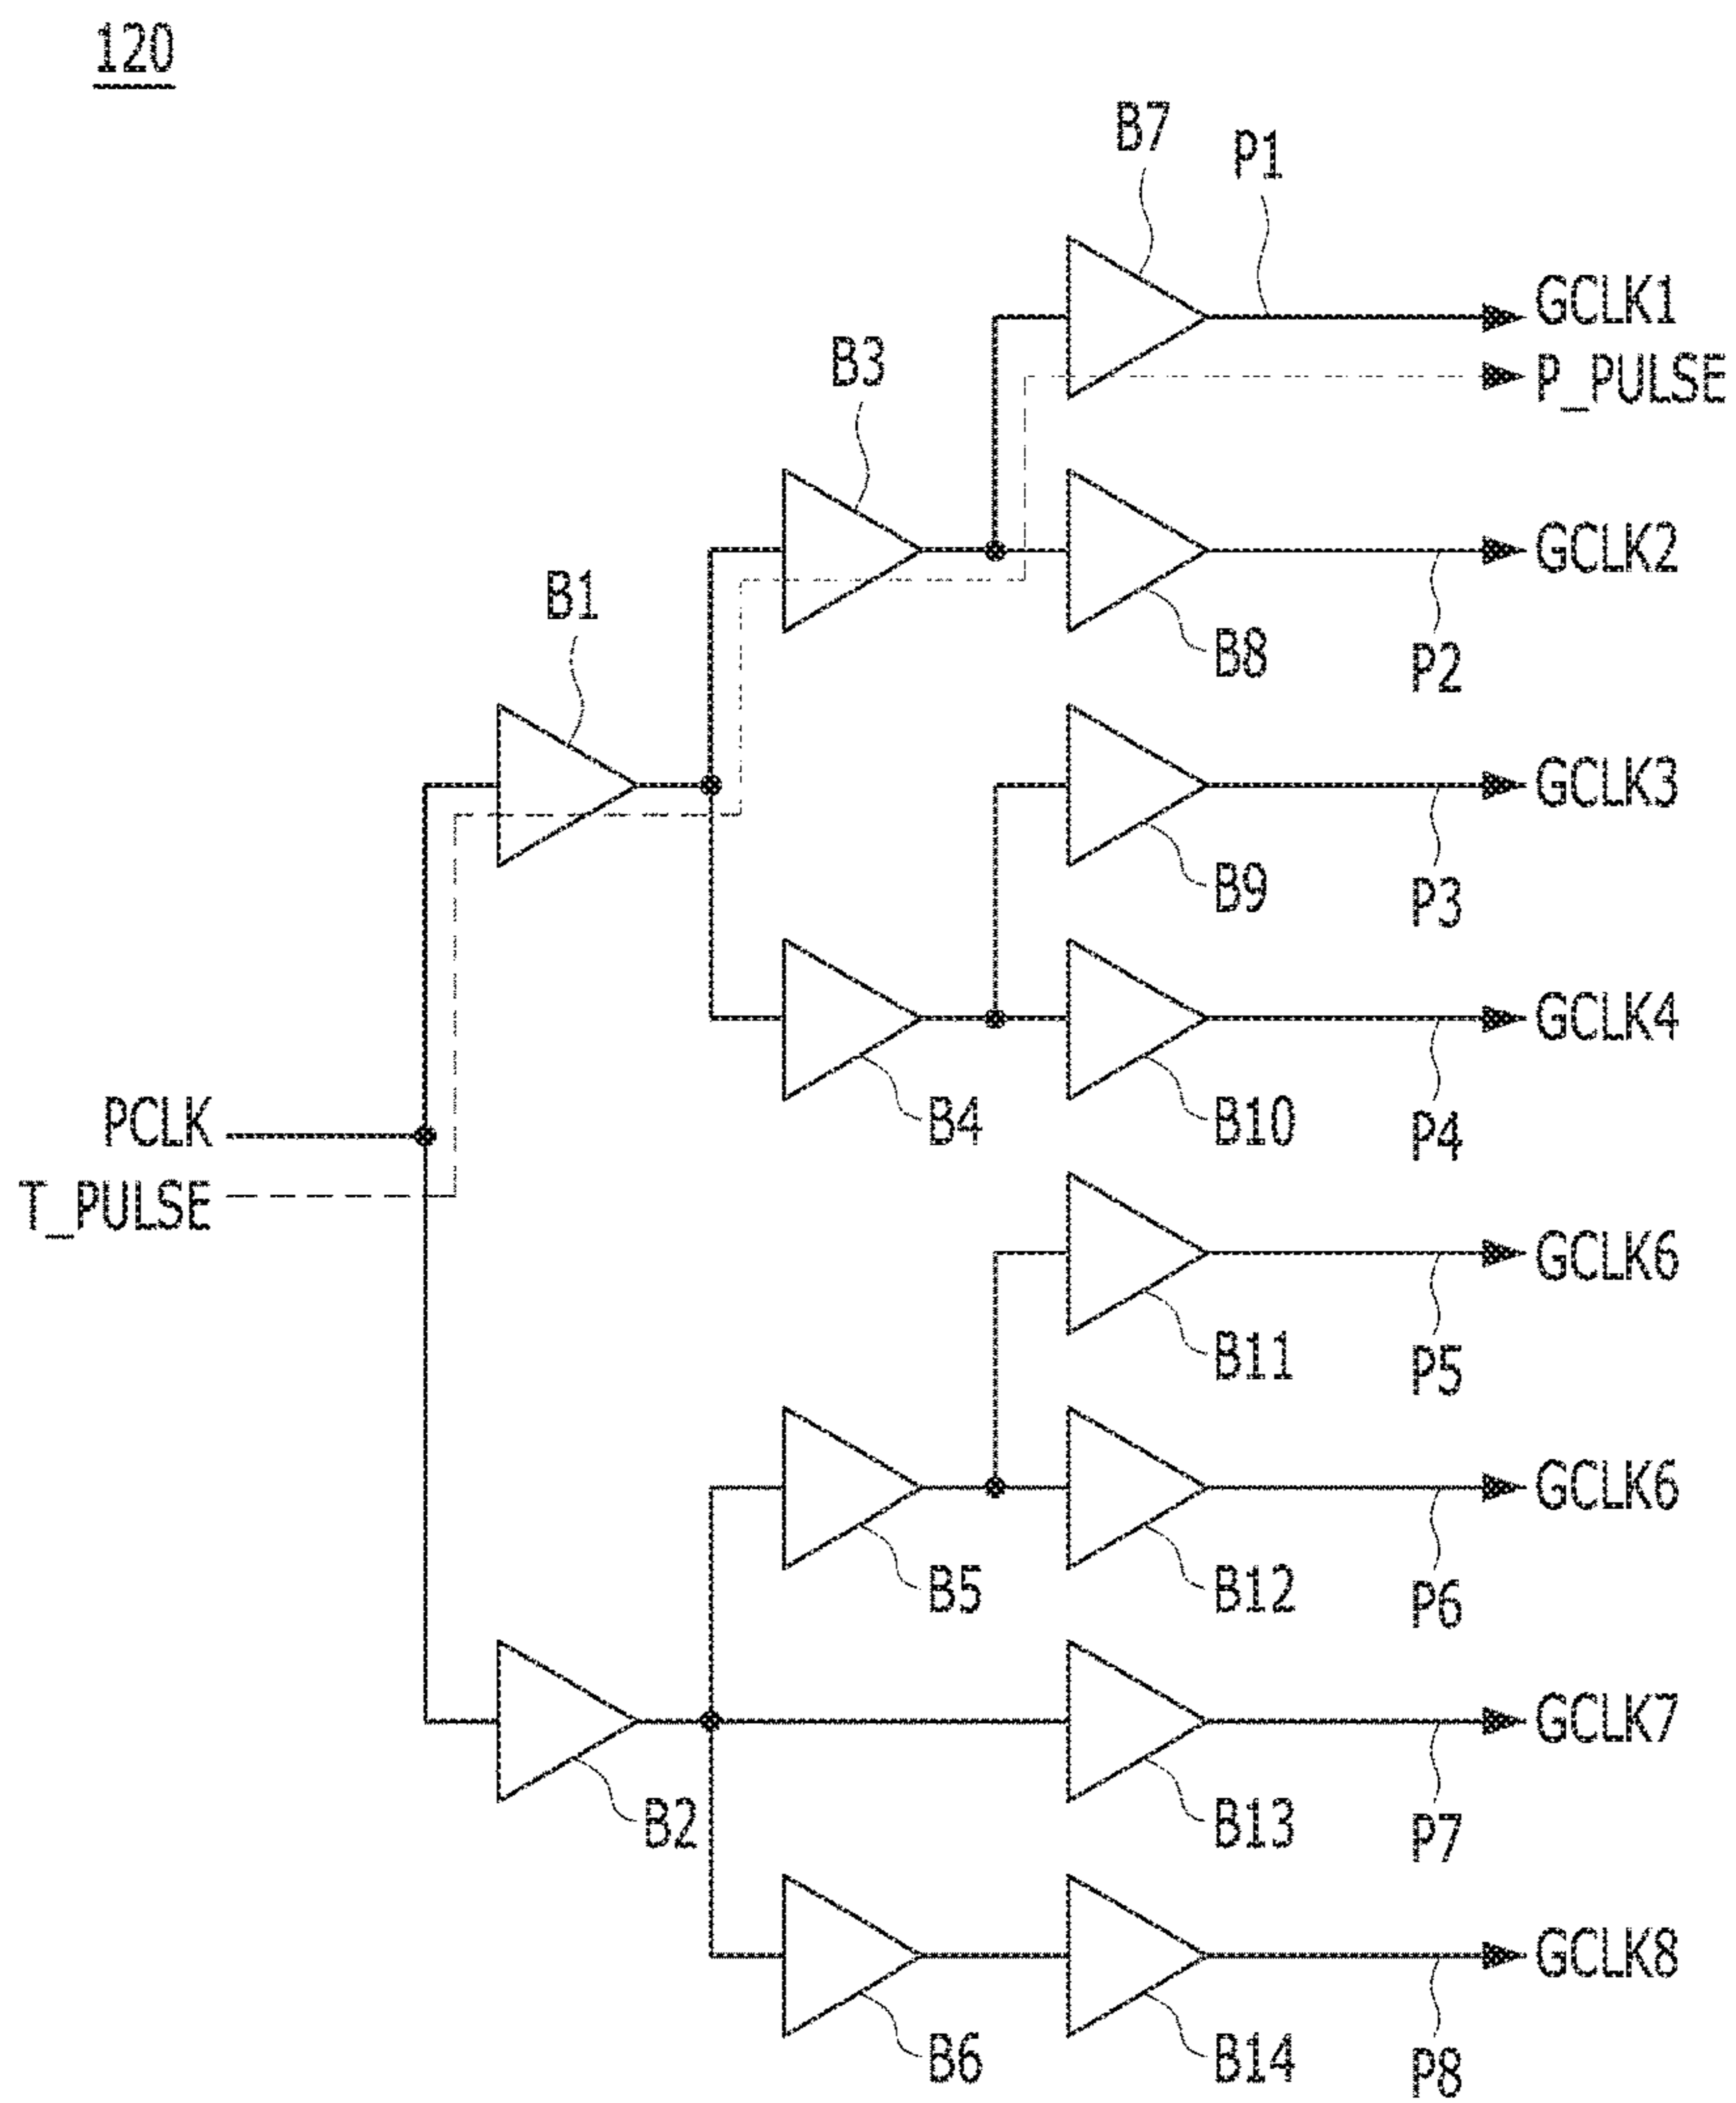 120
B7
P1
GCLK1
B3
P_PULSE
GCLK2
B1
B8
P2
GCLK3
B9
P3
GCLK4
PCLK
B4
B10
P4
T_PULSE
GCLK6
B11
P5
GCLK6
B5
B12
P6
GCLK7
B2
B13
P7
GCLK8
B6
B14
P8